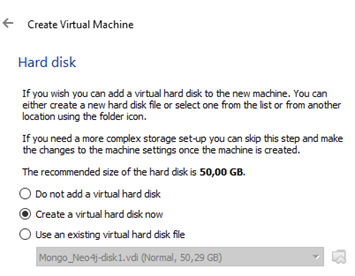 Create Virtual Machine
Hard disk
If you wish you can add a virtual hard disk to the new machine. You can
either create a new hard disk file or select one from the list or from another
location using the folder icon.
If you need a more complex storage set-up you can skip this step and make
the changes to the machine settings once the machine is created.
The recommended size of the hard disk is 50,00 GB.
Do not add a virtual hard disk
Create a virtual hard disk now
Use an existing virtual hard disk file
Mongo_Neo4j-disk1.vdi (Normal, 50,29 GB)